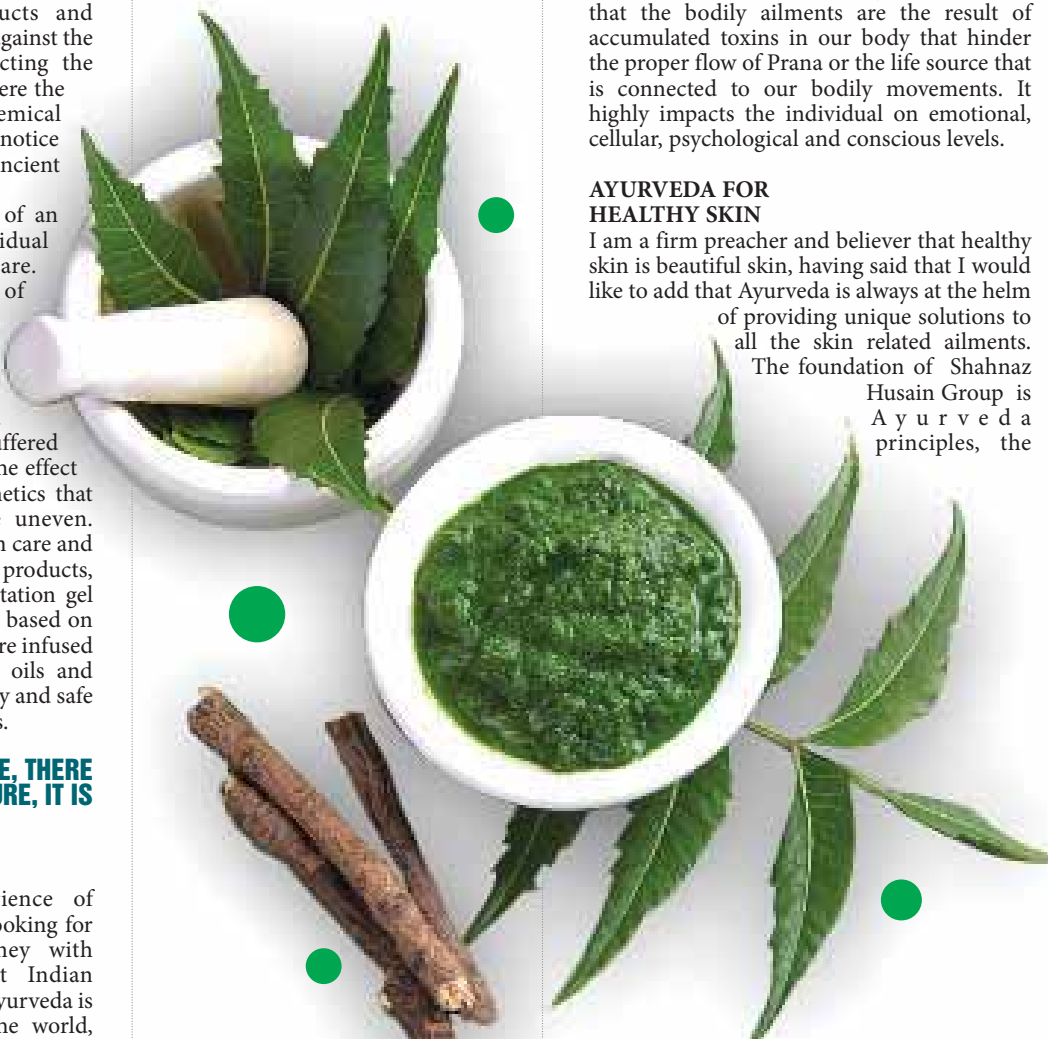 ucts and
gainst the
cting the
ere the
emical
notice
ncient
of an
idual
are.
of
ffered
he effect
etics that
uneven.
n care and
products,
tation gel
based on
re infused
oils and
y and safe
s.
E, THERE
URE, IT IS
ience of
ooking for
ney with
t Indian
yurveda is
he world,
that the bodily ailments are the result of
accumulated toxins in our body that hinder
the proper flow of Prana or the life source that
is connected to our bodily movements. It
highly impacts the individual on emotional,
cellular, psychological and conscious levels.
AYURVEDA FOR
HEALTHY SKIN
I am a firm preacher and believer that healthy
skin is beautiful skin, having said that I would
like to add that Ayurveda is always at the helm
of providing unique solutions to
all the skin related ailments.
The foundation of Shahnaz
Husain Group is
Ayurveda
principles, the